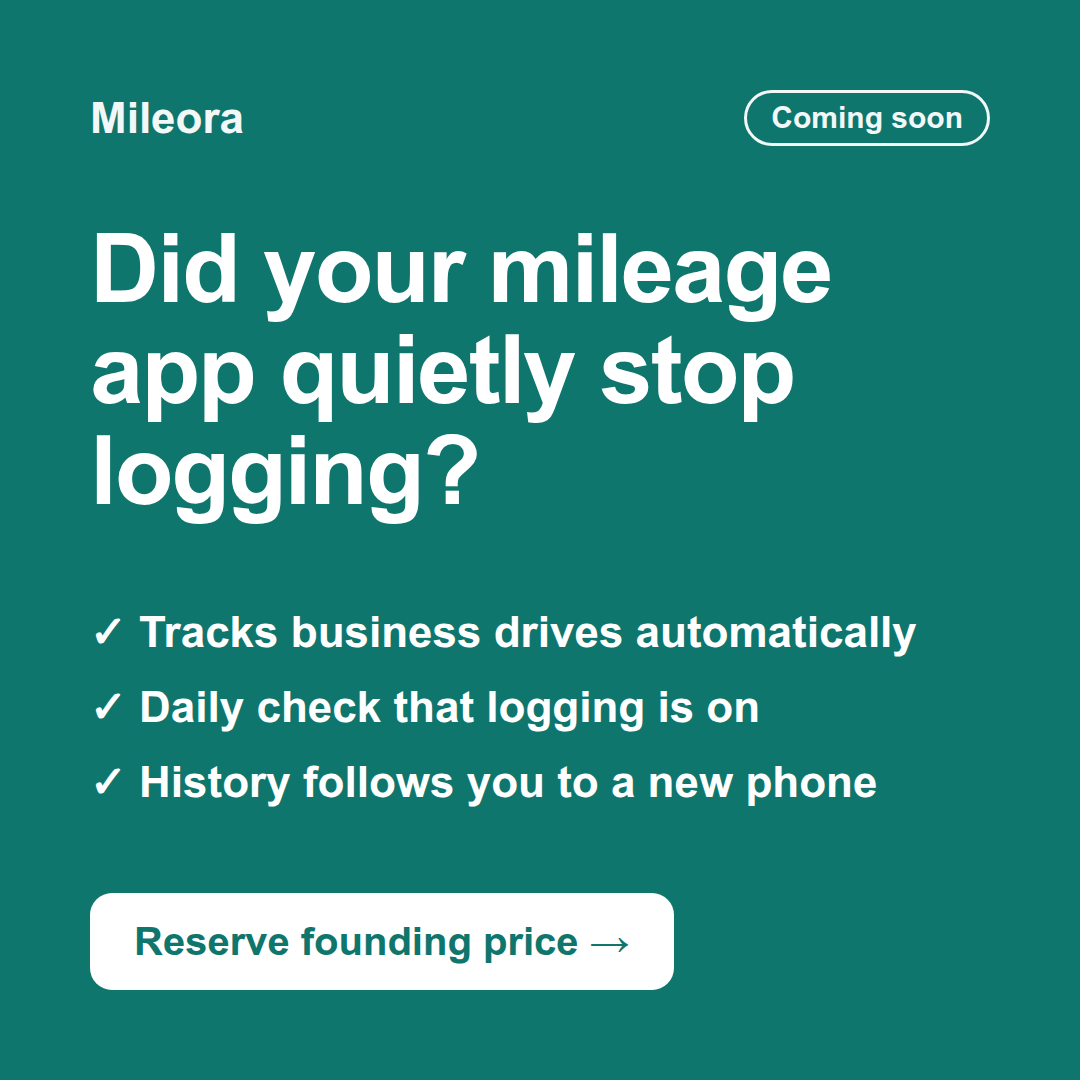 Mileora
Coming soon
Did your mileage
app quietly stop
logging?
✓ Tracks business drives automatically
✓ Daily check that logging is on
✓ History follows you to a new phone
Reserve founding price →